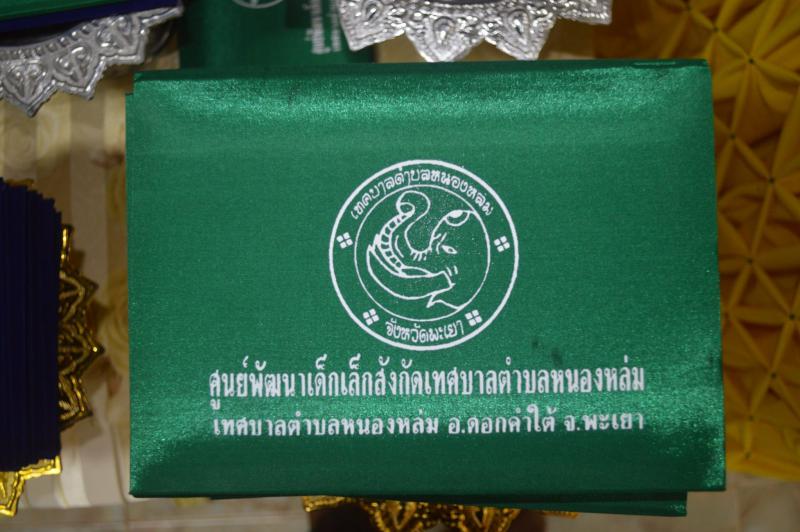 เทศบาลตำบลหนองหล่ม
จังหวัดพะเยา
ศูนย์พัฒนาเด็กเล็กสังกัดเทศบาลตำบลหนองหล่ม
เทศบาลตำบลหนองหล่ม อ.ดอกคำใต้ จ.พะเยา